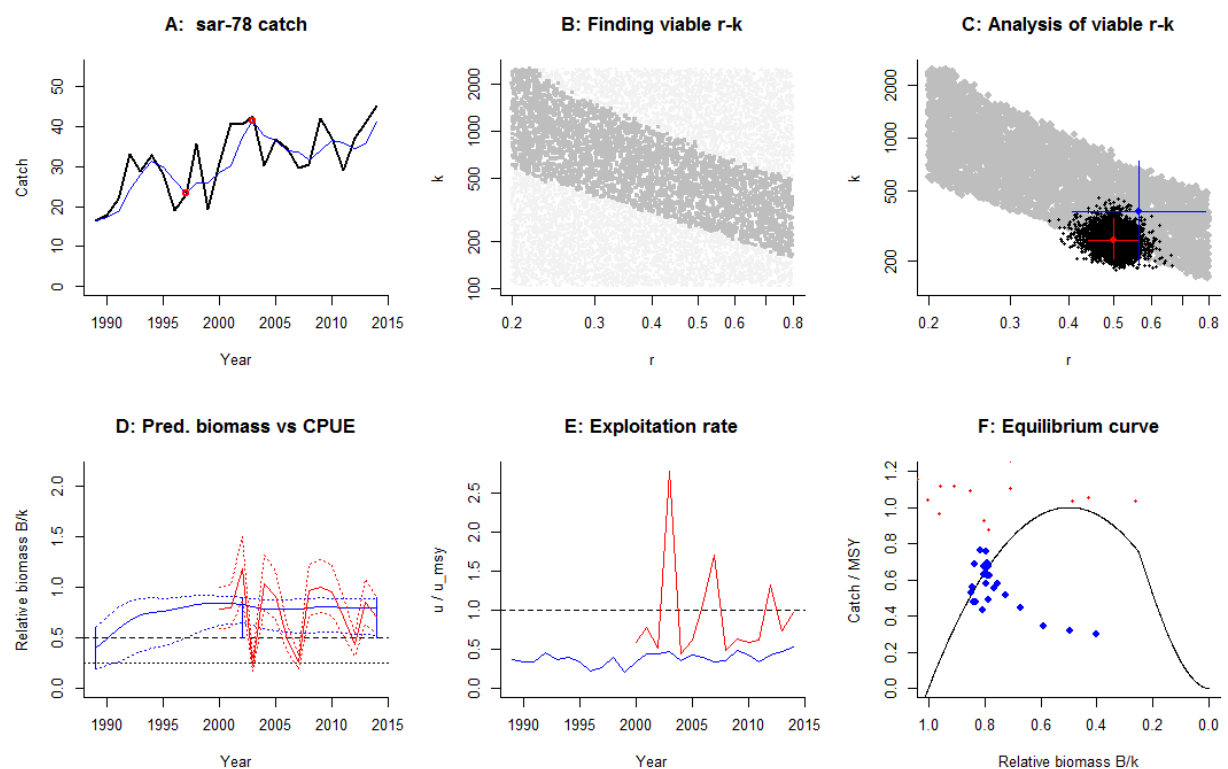 A: sar-78 catch
Catch
50
40
30
20
10
0
1990 1995 2000 2005 2010 2015
Year
B: Finding viable r-k
k
2000
1000
500
200
100
0.2 0.3 0.4 0.5 0.6 0.8
r
C: Analysis of viable r-k
k
2000
1000
500
200
0.2 0.3 0.4 0.5 0.6 0.8
r
D: Pred. biomass vs CPUE
Relative biomass B/k
2.0
1.5
1.0
0.5
0.0
1990 1995 2000 2005 2010 2015
Year
E: Exploitation rate
u / u_msy
2.5
2.0
1.5
1.0
0.5
0.0
1990 1995 2000 2005 2010 2015
Year
F: Equilibrium curve
Catch / MSY
1.2
1.0
0.8
0.6
0.4
0.2
0.0
1.0 0.8 0.6 0.4 0.2 0.0
Relative biomass B/k